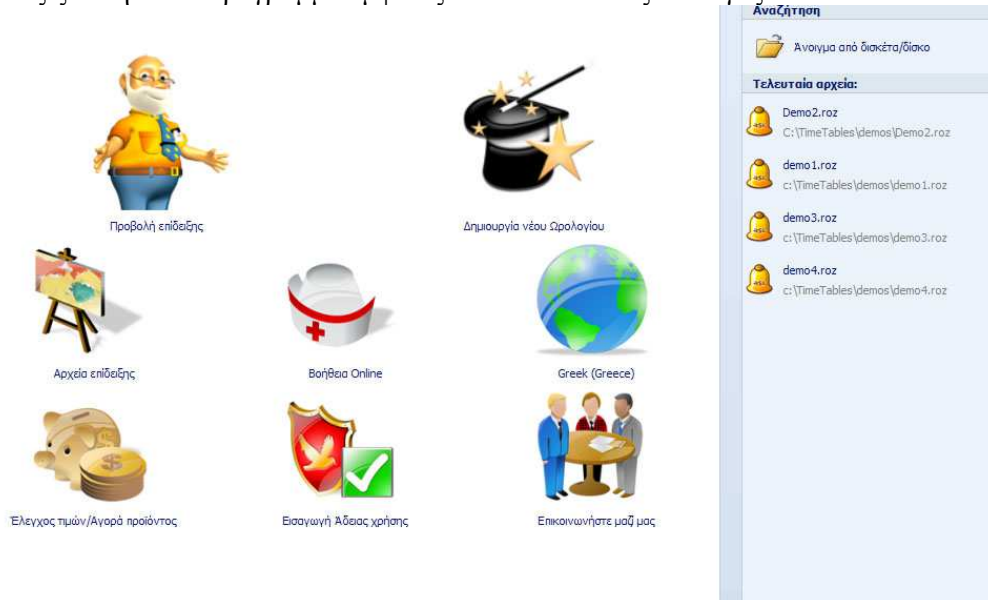 Αναζήτηση
Άνοιγμα από δισκέτα/δίσκο
Τελευταία αρχεία:
Demo2.roz
C:\TimeTables\demos\Demo2.roz
demo1.roz
c:\TimeTables\demos\demo1.roz
demo3.roz
c:\TimeTables\demos\demo3.roz
demo4.roz
c:\TimeTables\demos\demo4.roz
Προβολή επίδειξης
Δημιουργία νέου Ωρολογίου
Αρχεία επίδειξης
Βοήθεια Online
Greek (Greece)
Έλεγχος τιμών/Αγορά προϊόντος
Εισαγωγή Άδειας χρήσης
Επικοινωνήστε μαζί μας